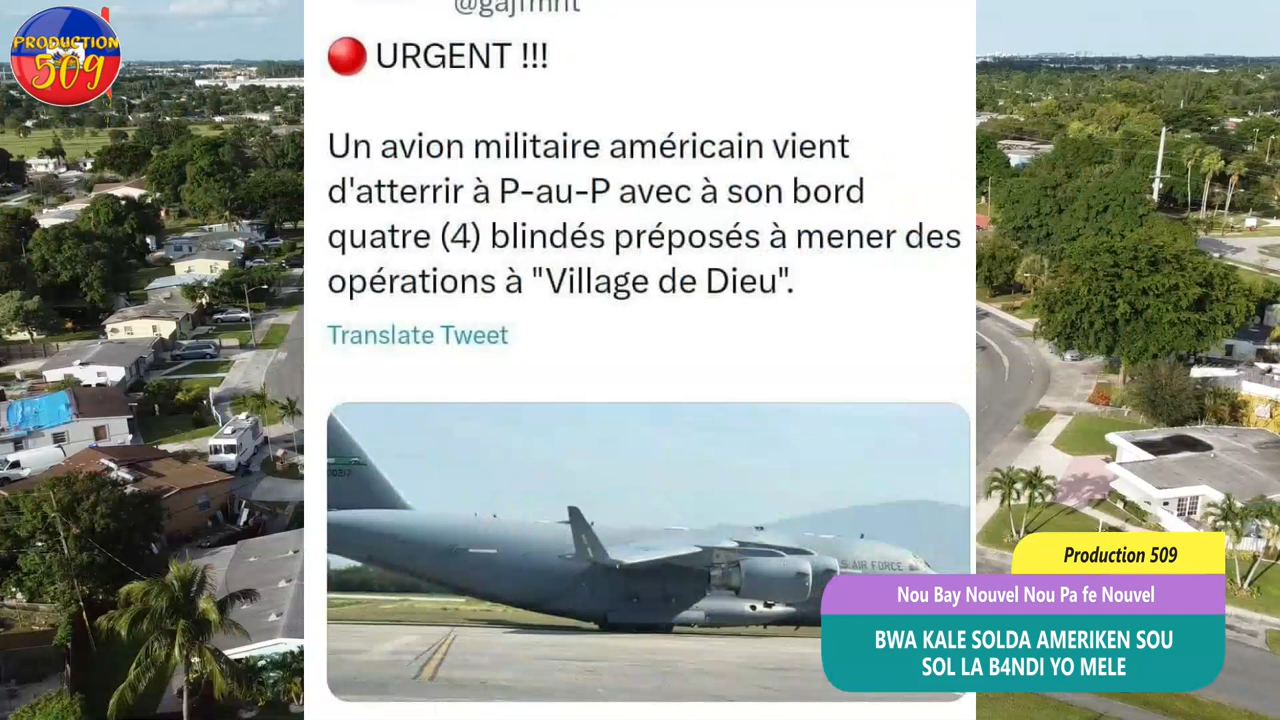 PRODUCTION
509
@gajfmht
URGENT !!!
Un avion militaire américain vient
d'atterrir à P-au-P avec à son bord
quatre (4) blindés préposés à mener des
opérations à "Village de Dieu".
Translate Tweet
S AIR FORCE
Production 509
Nou Bay Nouvel Nou Pa fe Nouvel
BWA KALE SOLDA AMERIKEN SOU
SOL LA B4NDI YO MELE